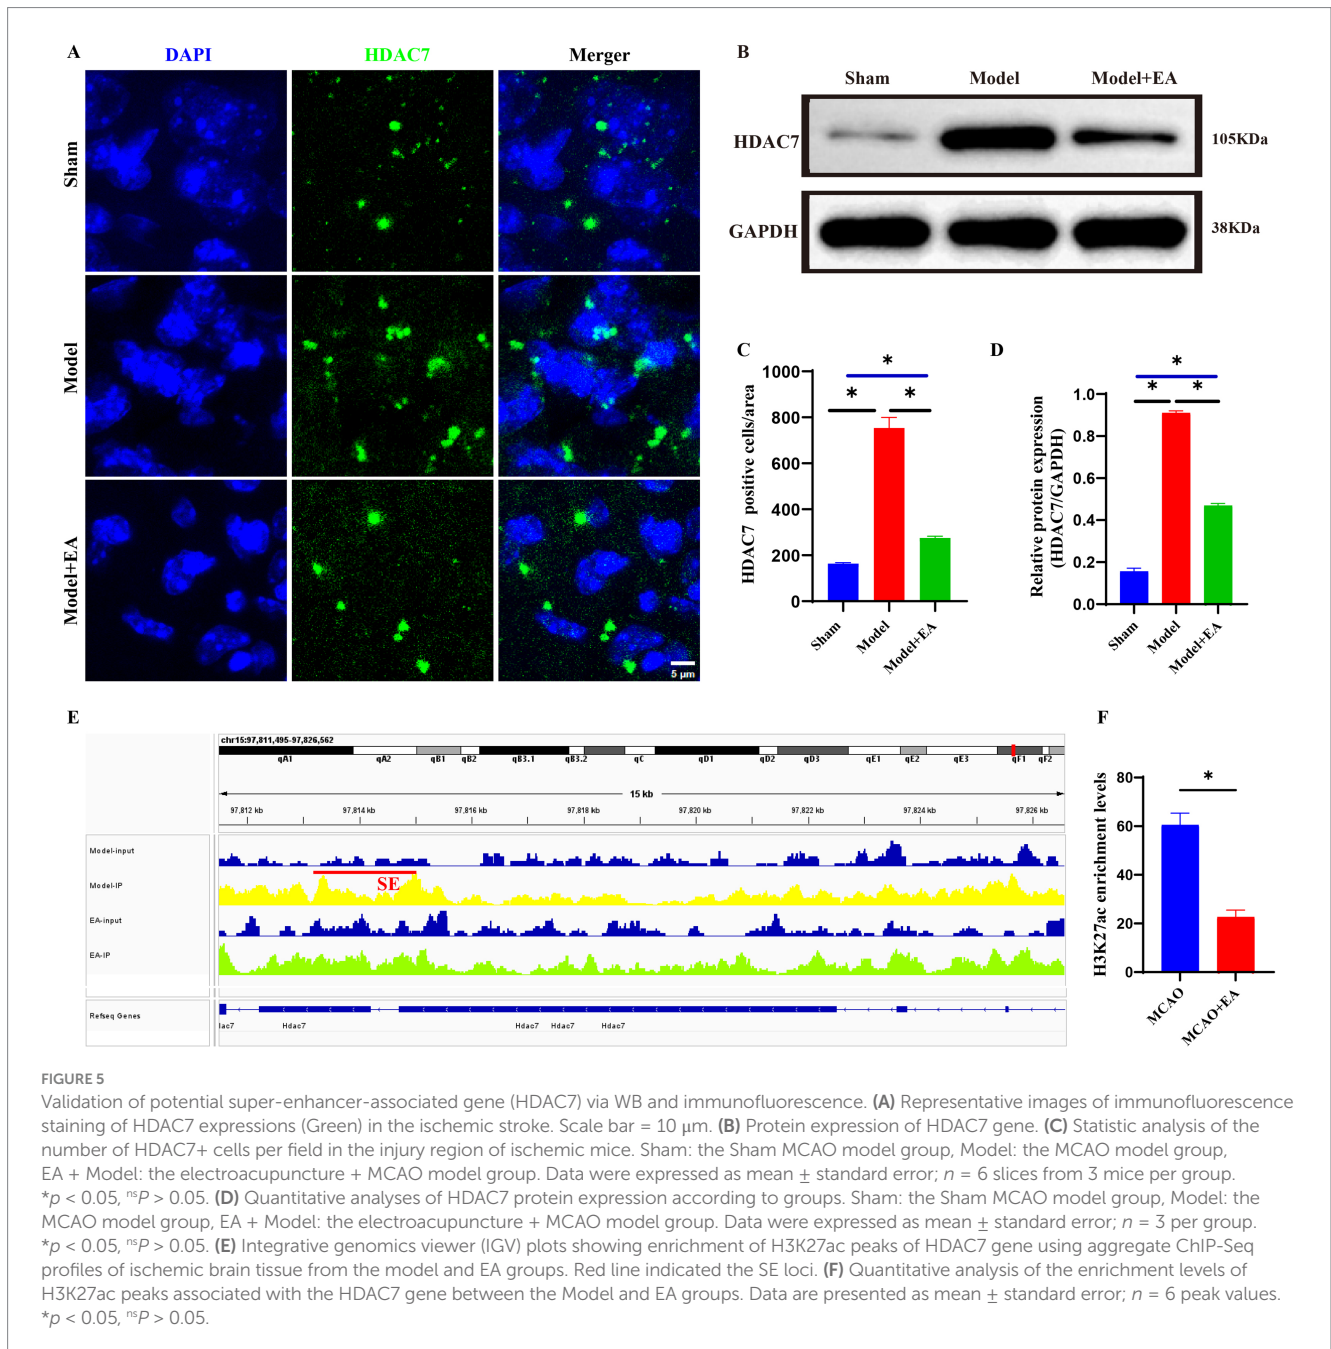 A
DAPI
HDAC7
Merger
Sham
Model
Model+EA
5 μm
B
Sham
Model
Model+EA
HDAC7
105KDa
GAPDH
38KDa
C
HDAC7 positive cells/area
1000
800
600
400
200
0
*
*
*
Sham
Model
Model+EA
D
Relative protein expression
(HDAC7/GAPDH)
1.0
0.8
0.6
0.4
0.2
0.0
*
*
*
Sham
Model
Model+EA
E
chr15:97,811,495-97,826,562
qA1 qA2 qB1 qB2 qB3.1 qB3.2 qC qD1 qD2 qD3 qE1 qE2 qE3 qF1 qF2
15 kb
97,812 kb 97,814 kb 97,816 kb 97,818 kb 97,820 kb 97,822 kb 97,824 kb 97,826 kb
Model-input
Model-IP
SE
EA-input
EA-IP
Refseq Genes
lac7 Hdac7 Hdac7 Hdac7 Hdac7
F
H3K27ac enrichment levels
80
60
40
20
0
*
MCAO
MCAO+EA
FIGURE 5
Validation of potential super-enhancer-associated gene (HDAC7) via WB and immunofluorescence. (A) Representative images of immunofluorescence
staining of HDAC7 expressions (Green) in the ischemic stroke. Scale bar = 10 μm. (B) Protein expression of HDAC7 gene. (C) Statistic analysis of the
number of HDAC7+ cells per field in the injury region of ischemic mice. Sham: the Sham MCAO model group, Model: the MCAO model group,
EA + Model: the electroacupuncture + MCAO model group. Data were expressed as mean ± standard error; n = 6 slices from 3 mice per group.
*p < 0.05, nsP > 0.05. (D) Quantitative analyses of HDAC7 protein expression according to groups. Sham: the Sham MCAO model group, Model: the
MCAO model group, EA + Model: the electroacupuncture + MCAO model group. Data were expressed as mean ± standard error; n = 3 per group.
*p < 0.05, nsP > 0.05. (E) Integrative genomics viewer (IGV) plots showing enrichment of H3K27ac peaks of HDAC7 gene using aggregate ChIP-Seq
profiles of ischemic brain tissue from the model and EA groups. Red line indicated the SE loci. (F) Quantitative analysis of the enrichment levels of
H3K27ac peaks associated with the HDAC7 gene between the Model and EA groups. Data are presented as mean ± standard error; n = 6 peak values.
*p < 0.05, nsP > 0.05.